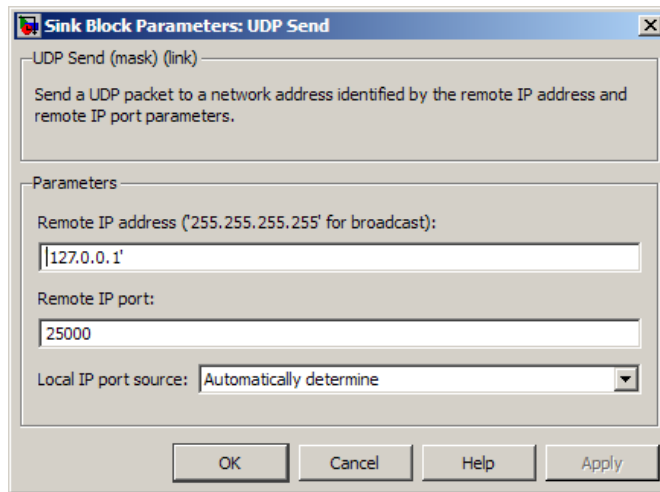 Sink Block Parameters: UDP Send
UDP Send (mask) (link)
Send a UDP packet to a network address identified by the remote IP address and
remote IP port parameters.
Parameters
Remote IP address ('255.255.255.255' for broadcast):
'127.0.0.1'
Remote IP port:
25000
Local IP port source: Automatically determine
OK Cancel Help Apply